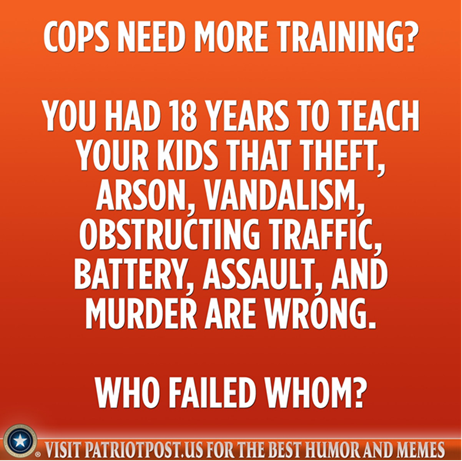 COPS NEED MORE TRAINING?
YOU HAD 18 YEARS TO TEACH
YOUR KIDS THAT THEFT,
ARSON, VANDALISM,
OBSTRUCTING TRAFFIC,
BATTERY, ASSAULT, AND
MURDER ARE WRONG.
WHO FAILED WHOM?
® VISIT PATRIOTPOST.US FOR THE BEST HUMOR AND MEMES